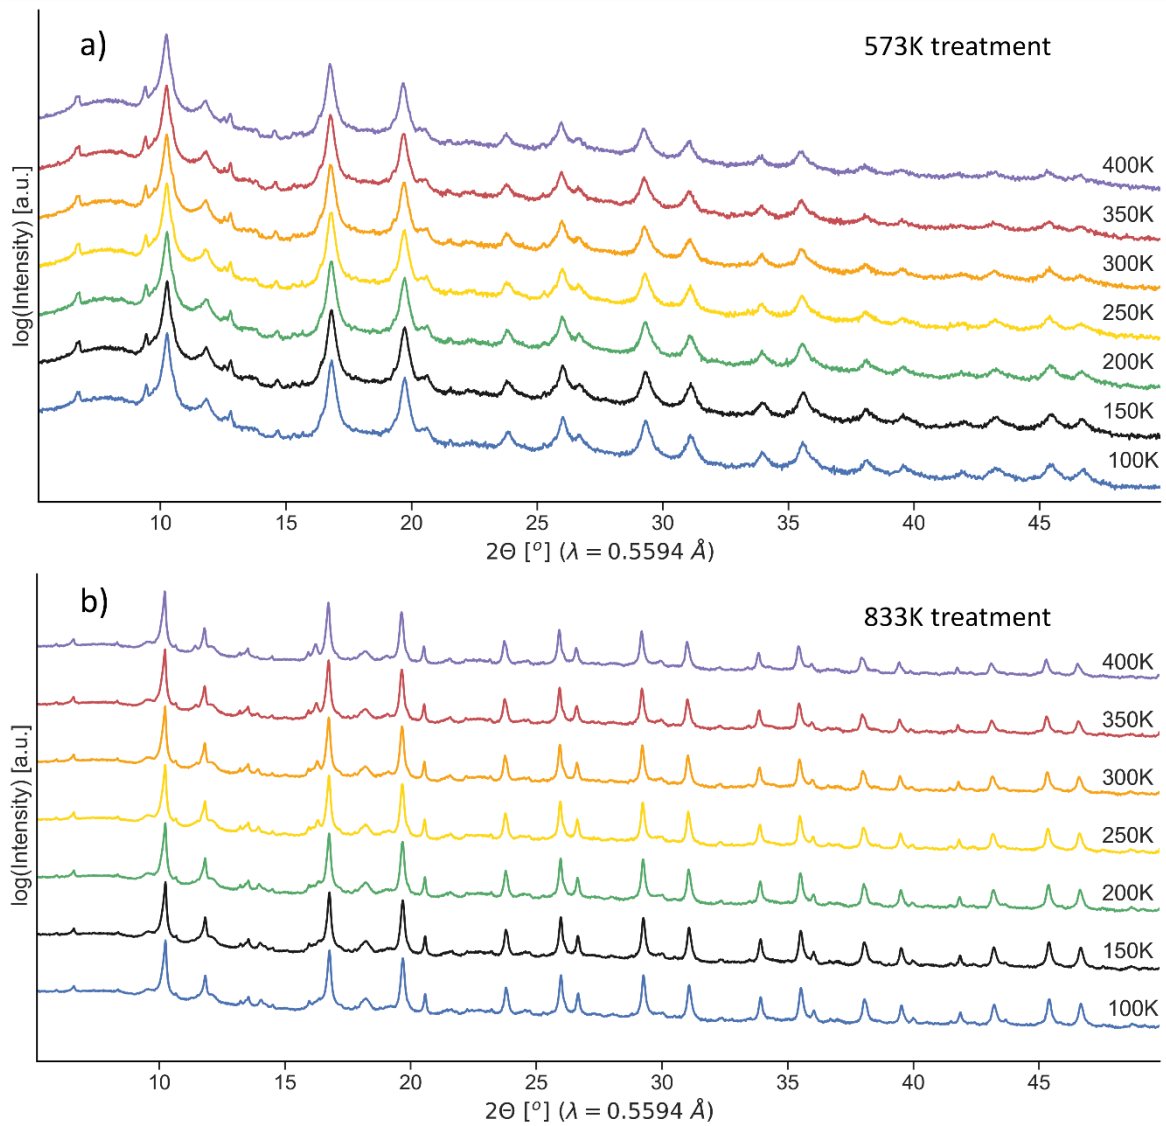 a)
573K treatment
log(Intensity) [a.u.]
400K
350K
300K
250K
200K
150K
100K
10 15 20 25 30 35 40 45
2Θ [°] (λ = 0.5594 Å)
b)
833K treatment
log(Intensity) [a.u.]
400K
350K
300K
250K
200K
150K
100K
10 15 20 25 30 35 40 45
2Θ [°] (λ = 0.5594 Å)